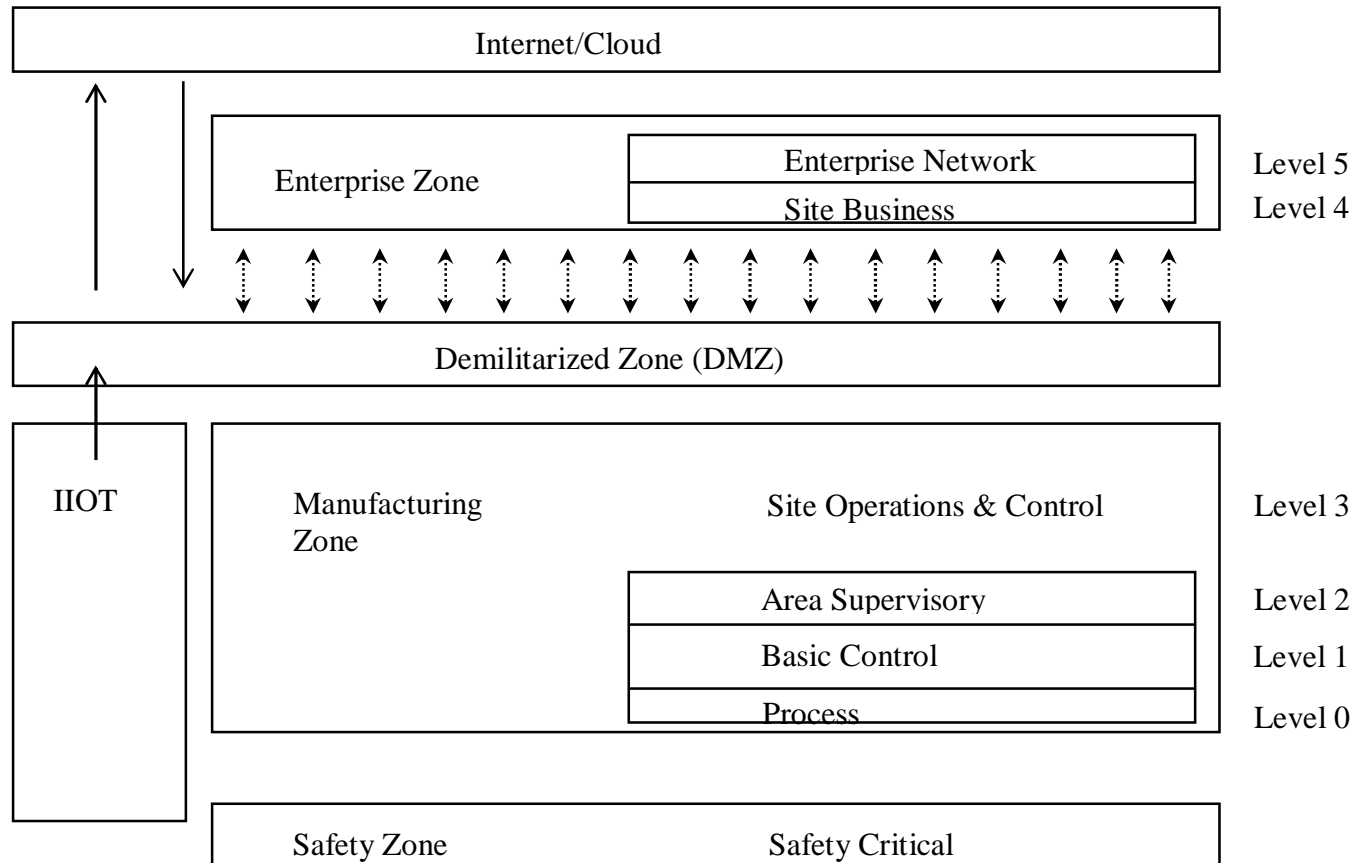 Internet/Cloud
Enterprise Zone
Enterprise Network
Level 5
Site Business
Level 4
Demilitarized Zone (DMZ)
IIOT
Manufacturing
Zone
Site Operations & Control
Level 3
Area Supervisory
Level 2
Basic Control
Level 1
Process
Level 0
Safety Zone
Safety Critical